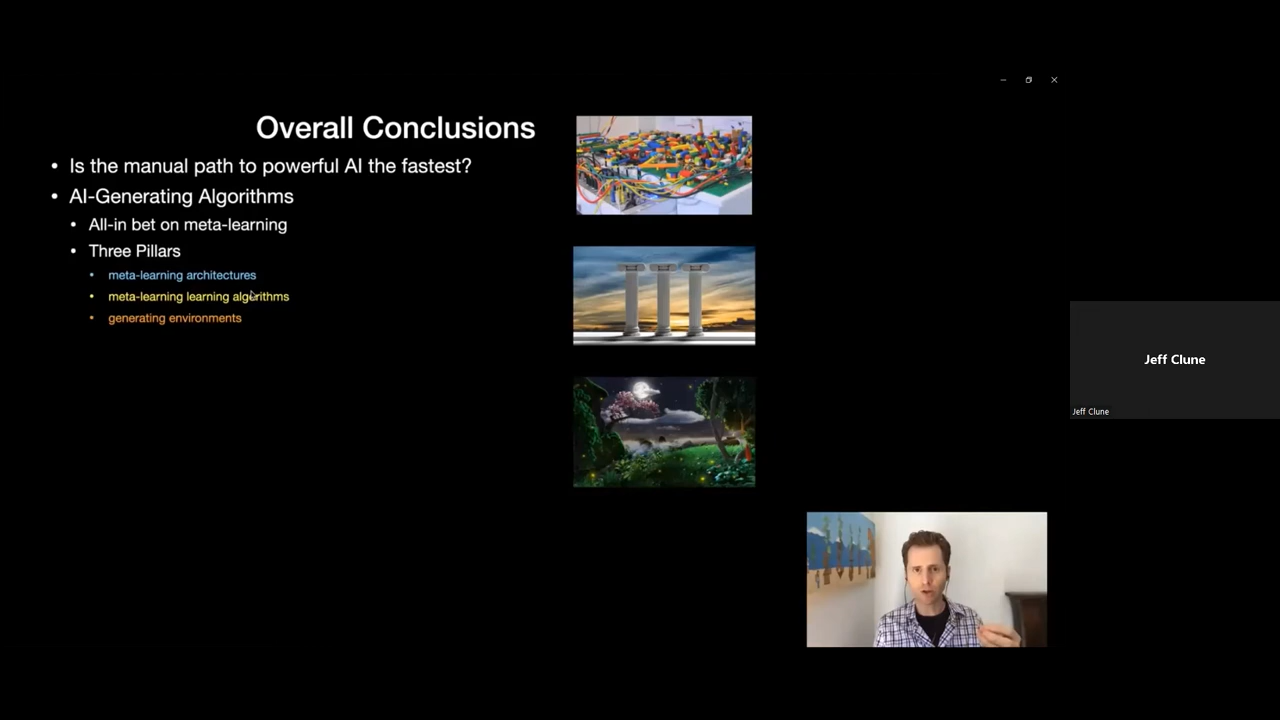 Overall Conclusions
• Is the manual path to powerful AI the fastest?
• AI-Generating Algorithms
• All-in bet on meta-learning
• Three Pillars
• meta-learning architectures
• meta-learning learning algorithms
• generating environments
Jeff Clune
Jeff Clune